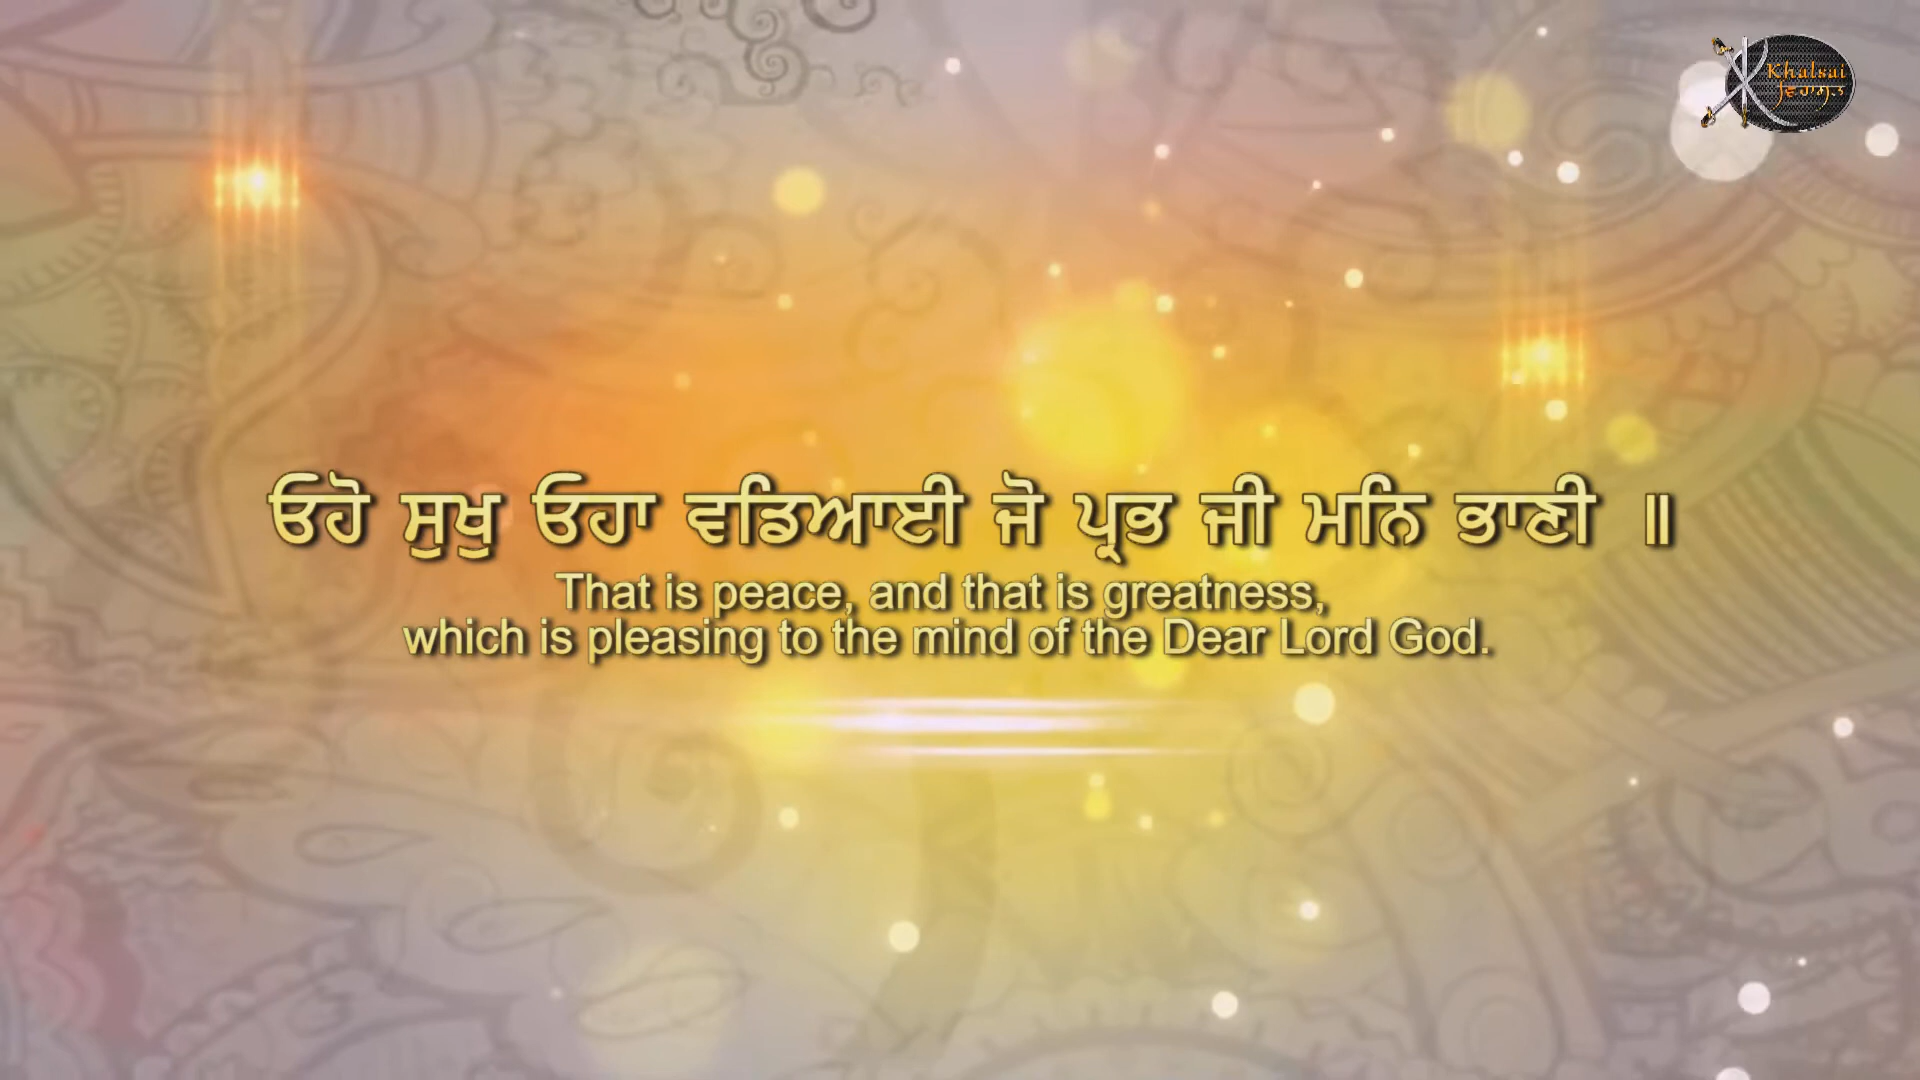 Khalsai
ਵਿਰਾਸਤ
ਓਹੋ ਸੁਖੁ ਓਹਾ ਵਡਿਆਈ ਜੋ ਪ੍ਰਭ ਜੀ ਮਨਿ ਭਾਣੀ ॥
That is peace, and that is greatness,
which is pleasing to the mind of the Dear Lord God.